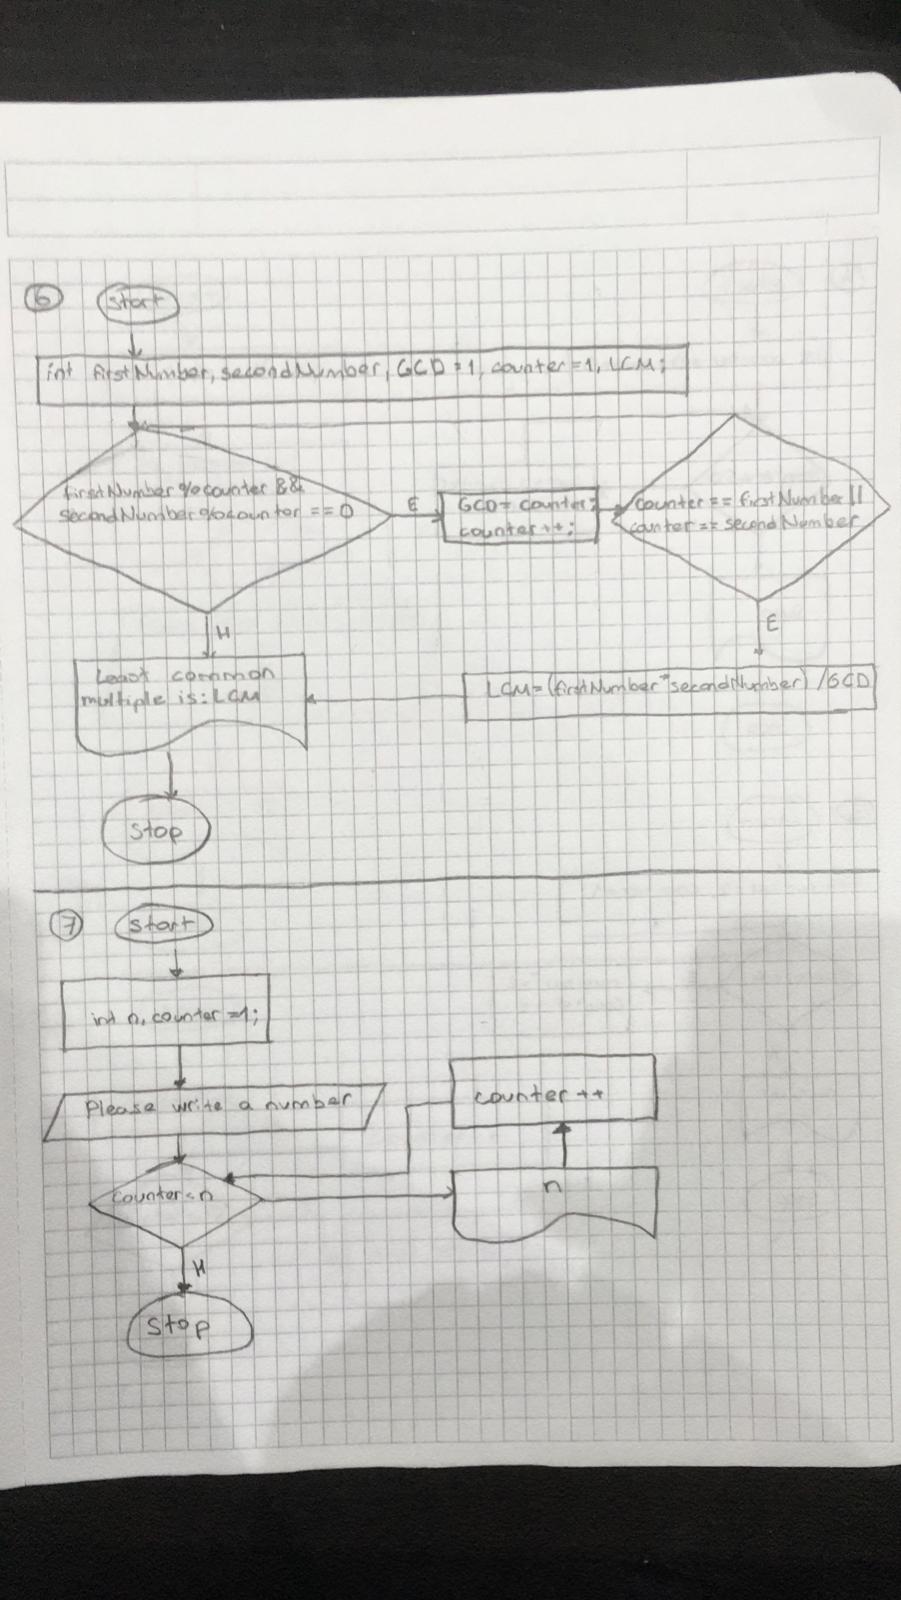 6
Start
int firstNumber, secondNumber, GCD=1, counter=1, LCM;
firstNumber%counter &&
secondNumber%counter ==0
E
GCD= counter;
counter++;
counter == firstNumber ||
counter == secondNumber
H
E
Least common
multiple is:LCM
LCM=(firstNumber*secondNumber) /GCD
Stop
7
Start
int n, counter=1;
Please write a number
counter ++
counter<n
n
H
Stop